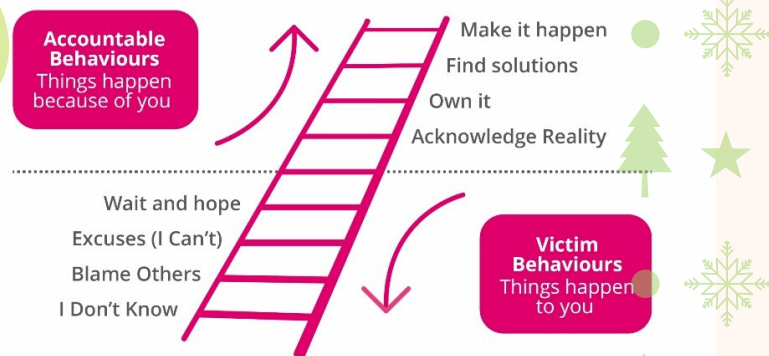 Accountable
Behaviours
Things happen
because of you
Make it happen
Find solutions
Own it
Acknowledge Reality
Wait and hope
Excuses (I Can't)
Blame Others
I Don't Know
Victim
Behaviours
Things happen
to you